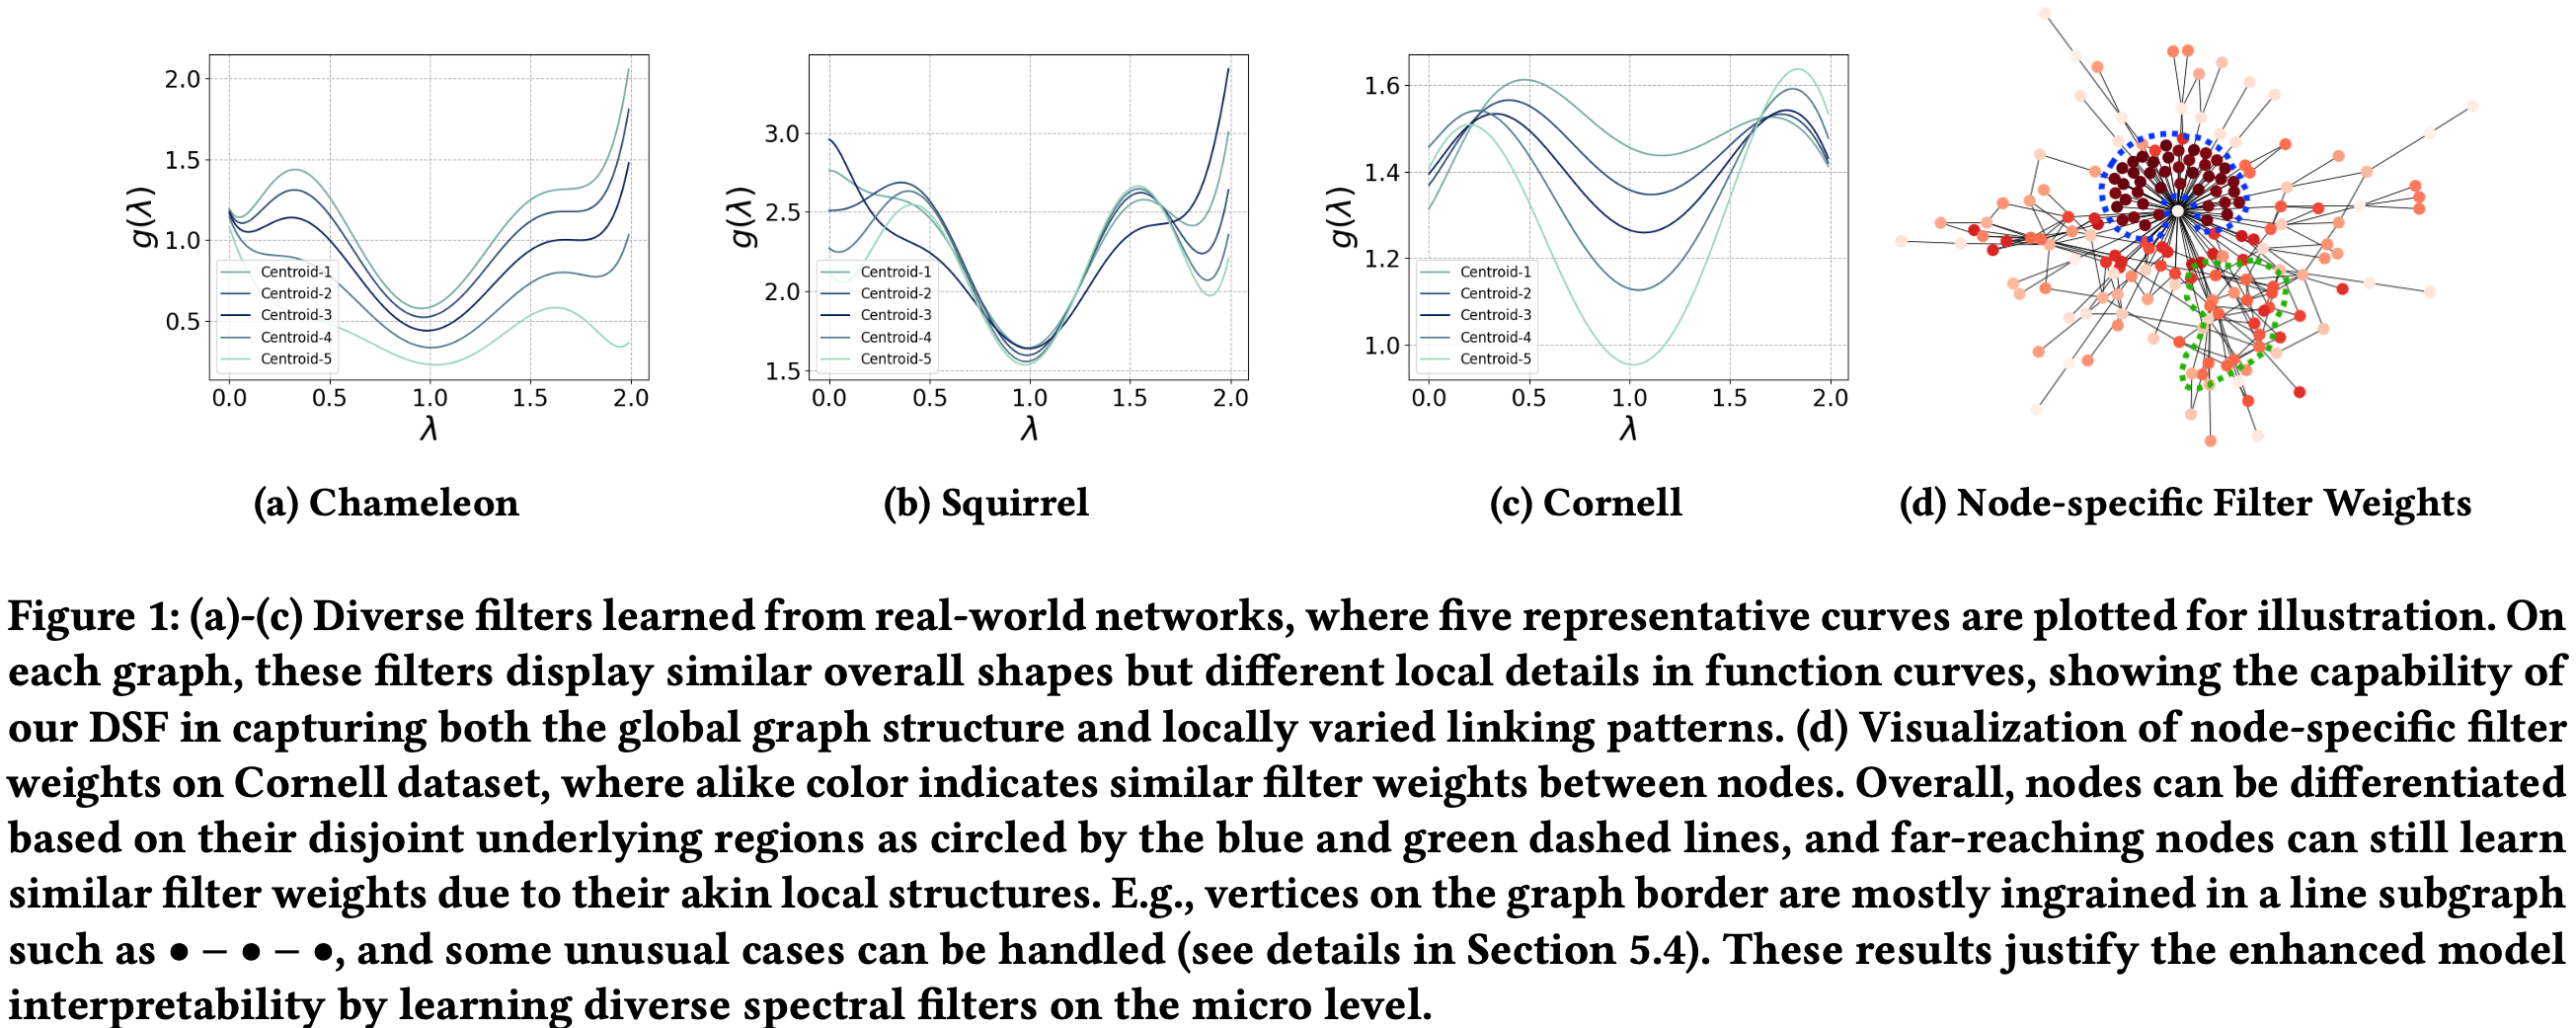 2.0
1.5
1.0
0.5
g(λ)
Centroid-1
Centroid-2
Centroid-3
Centroid-4
Centroid-5
0.0 0.5 1.0 1.5 2.0
λ
(a) Chameleon
3.0
2.5
2.0
1.5
g(λ)
Centroid-1
Centroid-2
Centroid-3
Centroid-4
Centroid-5
0.0 0.5 1.0 1.5 2.0
λ
(b) Squirrel
1.6
1.4
1.2
1.0
g(λ)
Centroid-1
Centroid-2
Centroid-3
Centroid-4
Centroid-5
0.0 0.5 1.0 1.5 2.0
λ
(c) Cornell
(d) Node-specific Filter Weights
Figure 1: (a)-(c) Diverse filters learned from real-world networks, where five representative curves are plotted for illustration. On
each graph, these filters display similar overall shapes but different local details in function curves, showing the capability of
our DSF in capturing both the global graph structure and locally varied linking patterns. (d) Visualization of node-specific filter
weights on Cornell dataset, where alike color indicates similar filter weights between nodes. Overall, nodes can be differentiated
based on their disjoint underlying regions as circled by the blue and green dashed lines, and far-reaching nodes can still learn
similar filter weights due to their akin local structures. E.g., vertices on the graph border are mostly ingrained in a line subgraph
such as • – • – •, and some unusual cases can be handled (see details in Section 5.4). These results justify the enhanced model
interpretability by learning diverse spectral filters on the micro level.